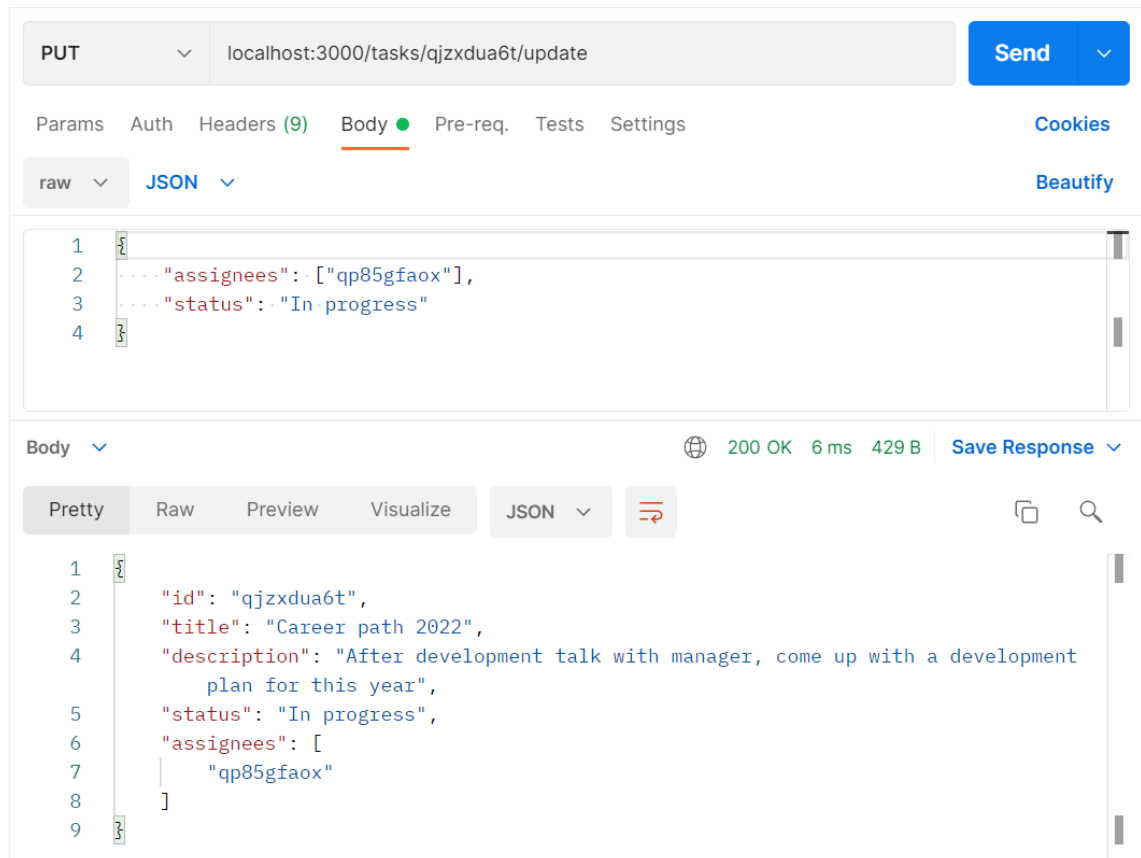 PUT localhost:3000/tasks/qjzxdua6t/update Send
Params Auth Headers (9) Body Pre-req. Tests Settings Cookies
raw JSON Beautify
1 {
2 "assignees": ["qp85gfaox"],
3 "status": "In progress"
4 }
Body 200 OK 6 ms 429 B Save Response
Pretty Raw Preview Visualize JSON
1 {
2 "id": "qjzxdua6t",
3 "title": "Career path 2022",
4 "description": "After development talk with manager, come up with a development
plan for this year",
5 "status": "In progress",
6 "assignees": [
7 "qp85gfaox"
8 ]
9 }